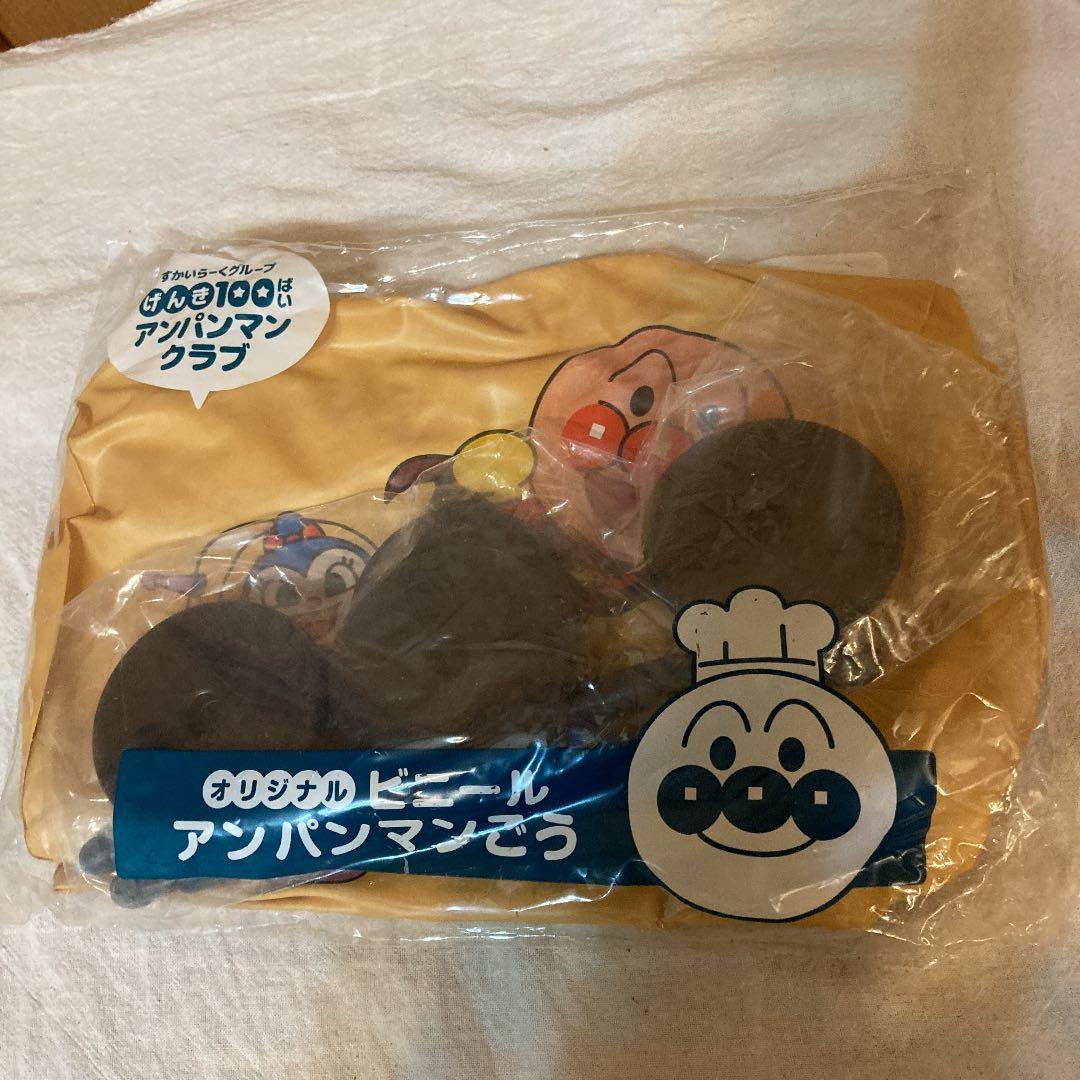 すかいらーくグループ
げんき100ぱい
アンパンマン
クラブ
オリジナル ビニール
アンパンマンごう